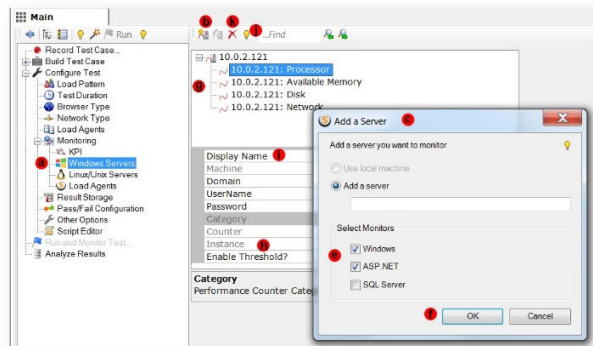 Main
Run
...Find
b
k
j
Record Test Case...
Build Test Case
Configure Test
Load Pattern
Test Duration
Browser Type
Network Type
Load Agents
Monitoring
KPI
a
Windows Servers
Linux/Unix Servers
Load Agents
Result Storage
Pass/Fail Configuration
Other Options
Script Editor
Run and Monitor Test...
Analyze Results
10.0.2.121
10.0.2.121: Processor
g
10.0.2.121: Available Memory
10.0.2.121: Disk
10.0.2.121: Network
Display Name
Machine
Domain
UserName
Password
Category
Counter
Instance h
Enable Threshold?
Category
Performance Counter Categ
Add a Server c
Add a server you want to monitor
Use local machine
Add a server
Select Monitors
Windows
e
ASP.NET
SQL Server
f
OK Cancel